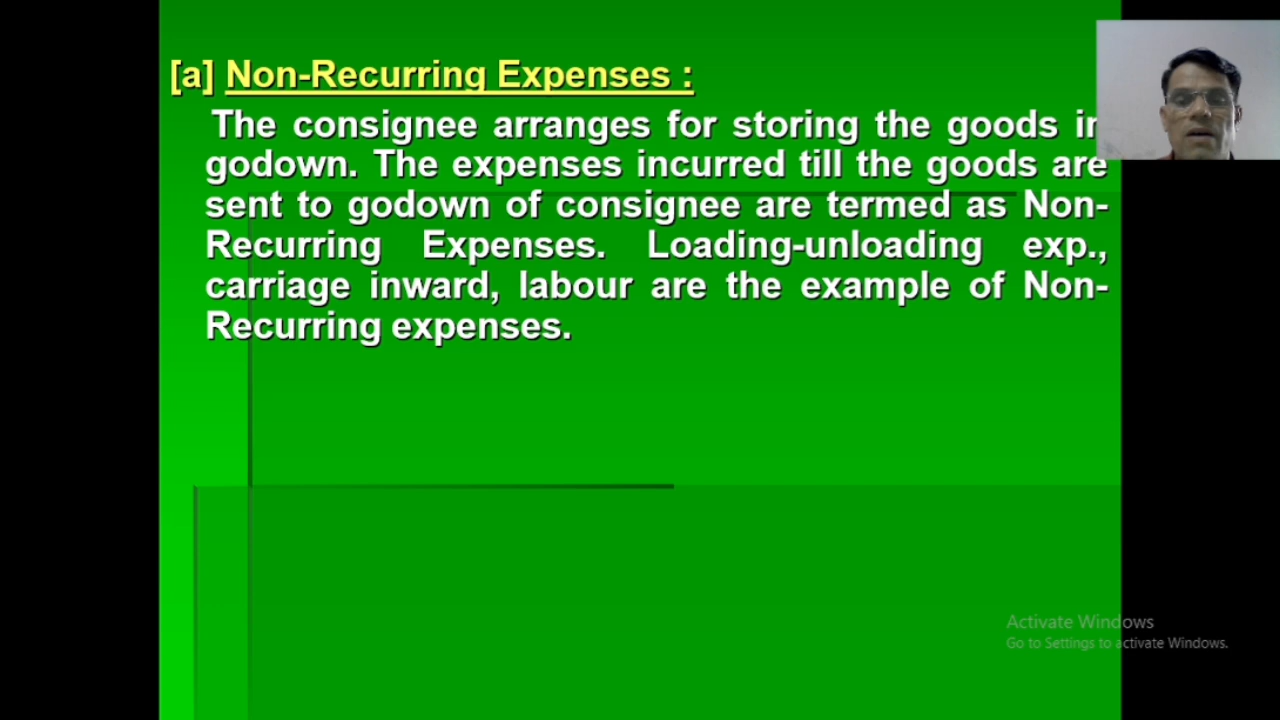 [a] Non-Recurring Expenses :
The consignee arranges for storing the goods in
godown. The expenses incurred till the goods are
sent to godown of consignee are termed as Non-
Recurring Expenses. Loading-unloading exp.,
carriage inward, labour are the example of Non-
Recurring expenses.
Activate Windows
Go to Settings to activate Windows.